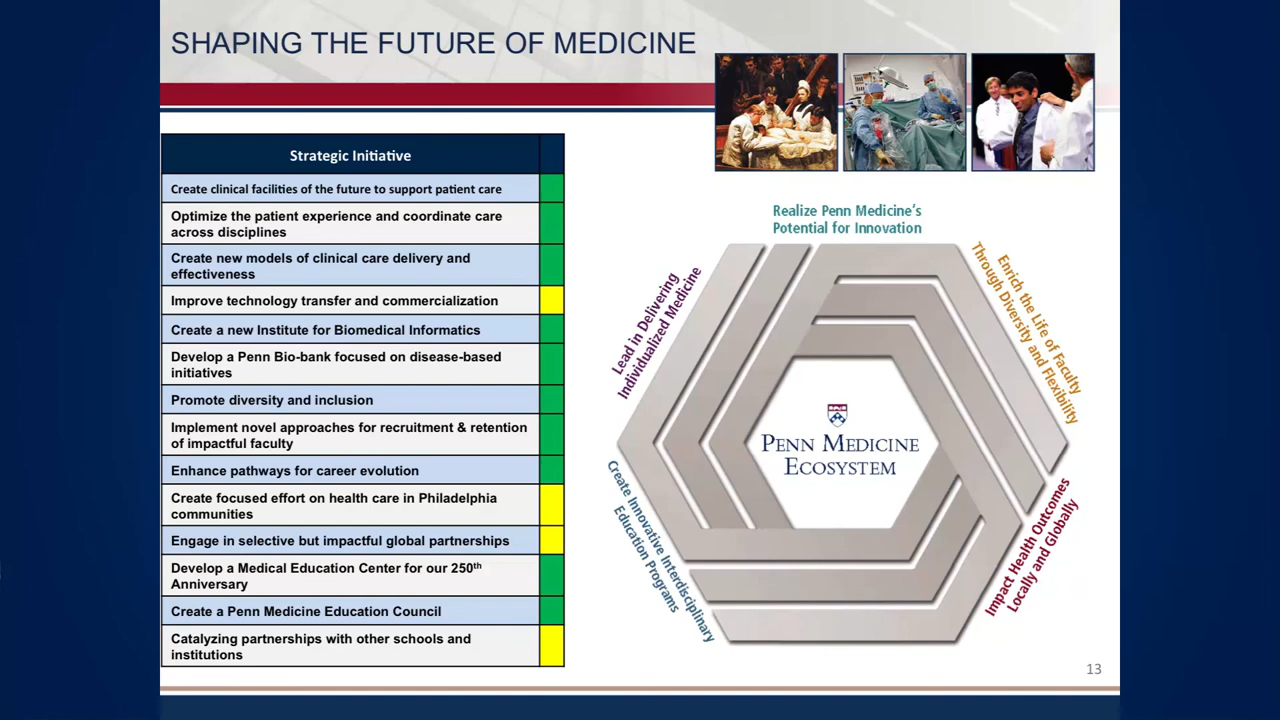 SHAPING THE FUTURE OF MEDICINE
Strategic Initiative
Create clinical facilities of the future to support patient care
Optimize the patient experience and coordinate care
across disciplines
Create new models of clinical care delivery and
effectiveness
Improve technology transfer and commercialization
Create a new Institute for Biomedical Informatics
Develop a Penn Bio-bank focused on disease-based
initiatives
Promote diversity and inclusion
Implement novel approaches for recruitment & retention
of impactful faculty
Enhance pathways for career evolution
Create focused effort on health care in Philadelphia
communities
Engage in selective but impactful global partnerships
Develop a Medical Education Center for our 250th
Anniversary
Create a Penn Medicine Education Council
Catalyzing partnerships with other schools and
institutions
Realize Penn Medicine's
Potential for Innovation
Lead in Delivering
Individualized Medicine
Enrich the Life of Faculty
Through Diversity and Flexibility
PENN MEDICINE
ECOSYSTEM
Create Innovative Interdisciplinary
Education Programs
Impact Health Outcomes
Locally and Globally
13